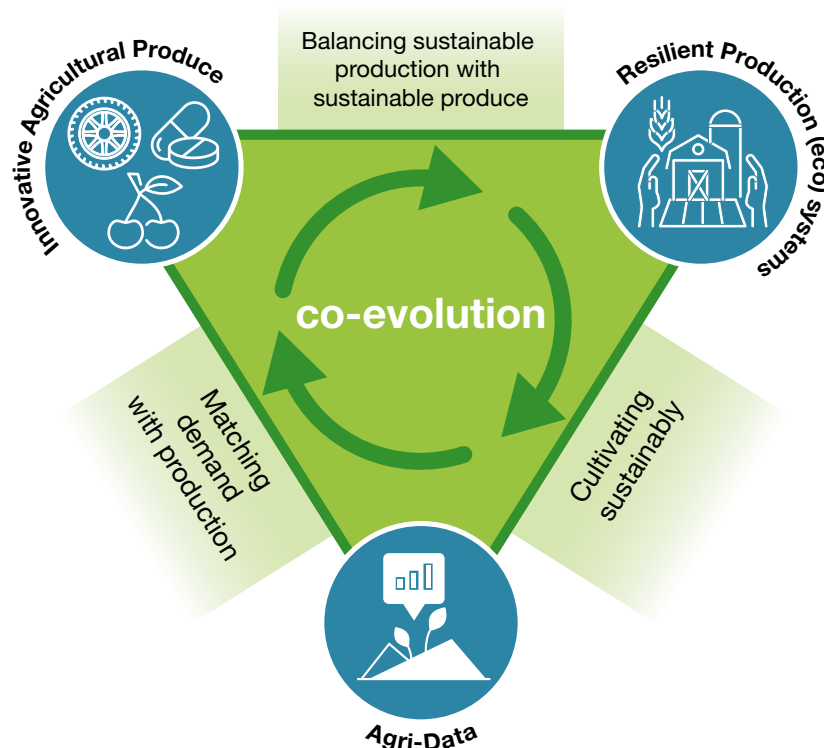 Balancing sustainable
production with
sustainable produce
Innovative Agricultural Produce
Resilient Production (eco) systems
co-evolution
Matching
demand
with production
Cultivating
sustainably
Agri-Data